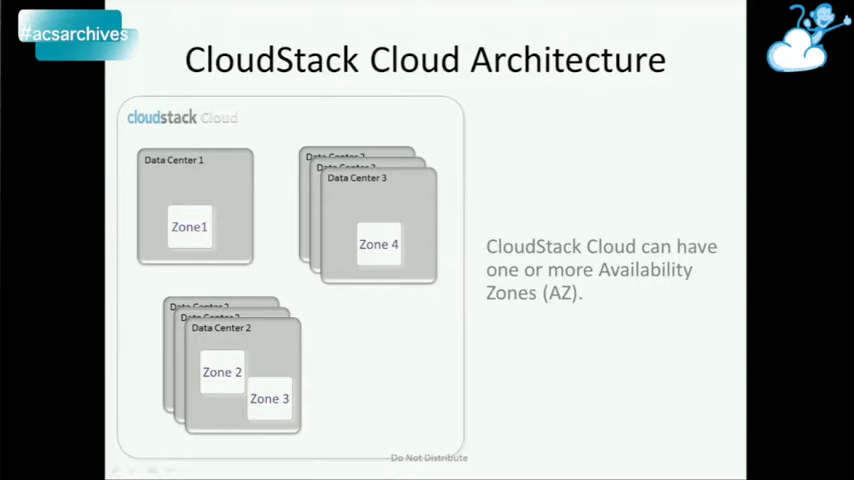 #acsarchives
CloudStack Cloud Architecture
cloudstack Cloud
Data Center 1
Zone1
Data Center 3
Zone 4
Data Center 2
Zone 2
Zone 3
CloudStack Cloud can have
one or more Availability
Zones (AZ).
Do Not Distribute